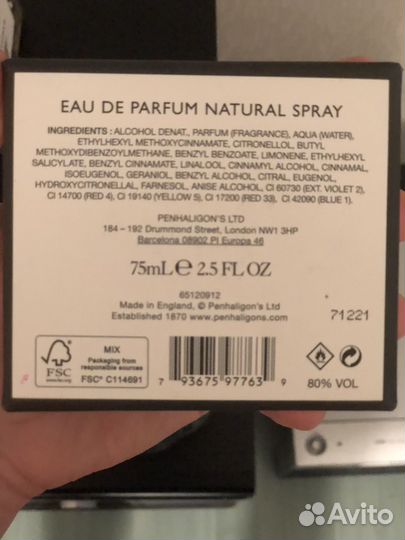 EAU DE PARFUM NATURAL SPRAY
INGREDIENTS : ALCOHOL DENAT., PARFUM (FRAGRANCE), AQUA (WATER),
ETHYLHEXYL METHOXYCINNAMATE, CITRONELLOL, BUTYL
METHOXYDIBENZOYLMETHANE, BENZYL BENZOATE, LIMONENE, ETHYLHEXYL
SALICYLATE, BENZYL CINNAMATE, LINALOOL, CINNAMYL ALCOHOL, CINNAMAL,
ISOEUGENOL, GERANIOL, BENZYL ALCOHOL, CITRAL, EUGENOL,
HYDROXYCITRONELLAL, FARNESOL, ANISE ALCOHOL, CI 60730 (EXT. VIOLET 2),
CI 14700 (RED 4), CI 19140 (YELLOW 5), CI 17200 (RED 33), CI 42090 (BLUE 1).
PENHALIGON'S LTD
184 – 192 Drummond Street, London NW1 3HP
Barcelona 08902 Pl Europa 46
75mL e 2.5 FL OZ
65120912
Made in England, © Penhaligon's Ltd
Established 1870 www.penhaligons.com
71221
FSC
www.fsc.org
MIX
Packaging from
responsible sources
FSC® C114691
7 93675 97763 9
80% VOL
Avito